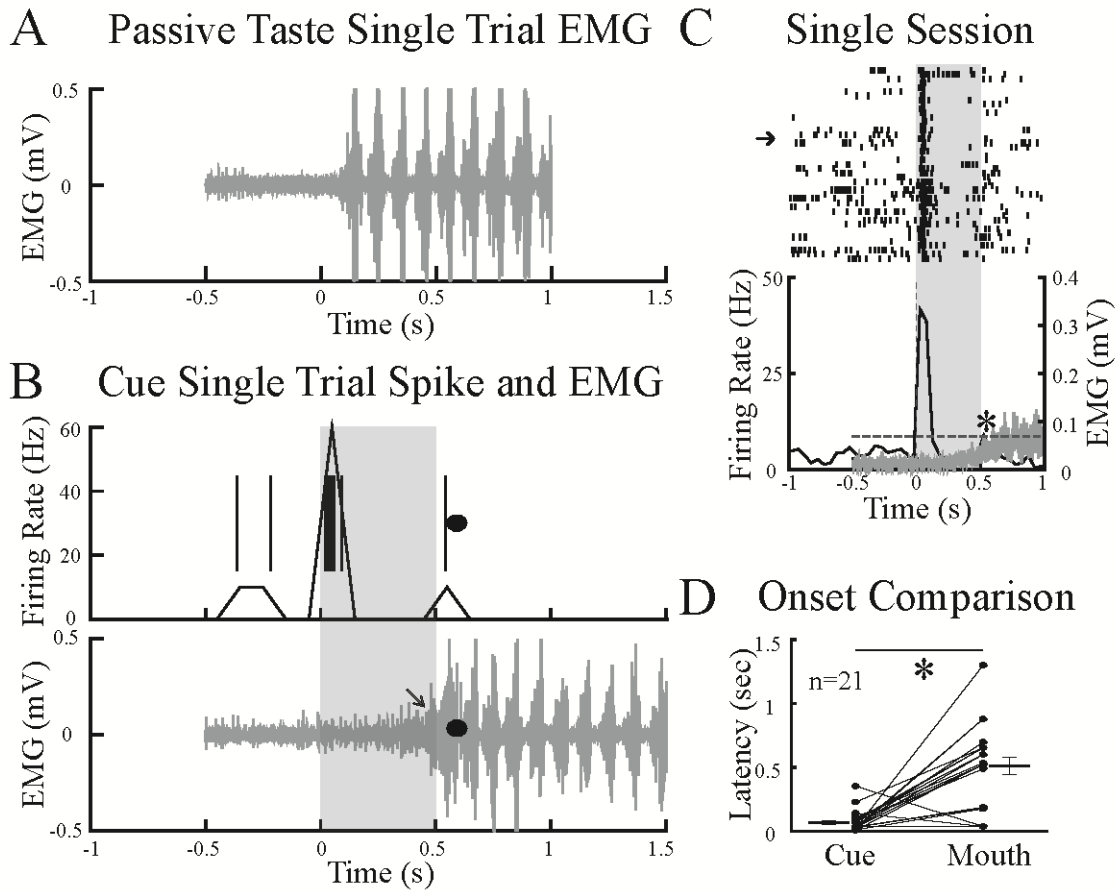 A Passive Taste Single Trial EMG
EMG (mV)
0.5
0
-0.5
-1 -0.5 0 0.5 1 1.5
Time (s)
B Cue Single Trial Spike and EMG
Firing Rate (Hz)
60
40
20
0
EMG (mV)
0.5
0
-0.5
-1 -0.5 0 0.5 1 1.5
Time (s)
C Single Session
Firing Rate (Hz)
50
25
0
*
0.4
0.3
0.2
0.1
0
EMG (mV)
-1 -0.5 0 0.5 1
Time (s)
D Onset Comparison
Latency (sec)
1.5
1
0.5
0
n=21
*
Cue Mouth